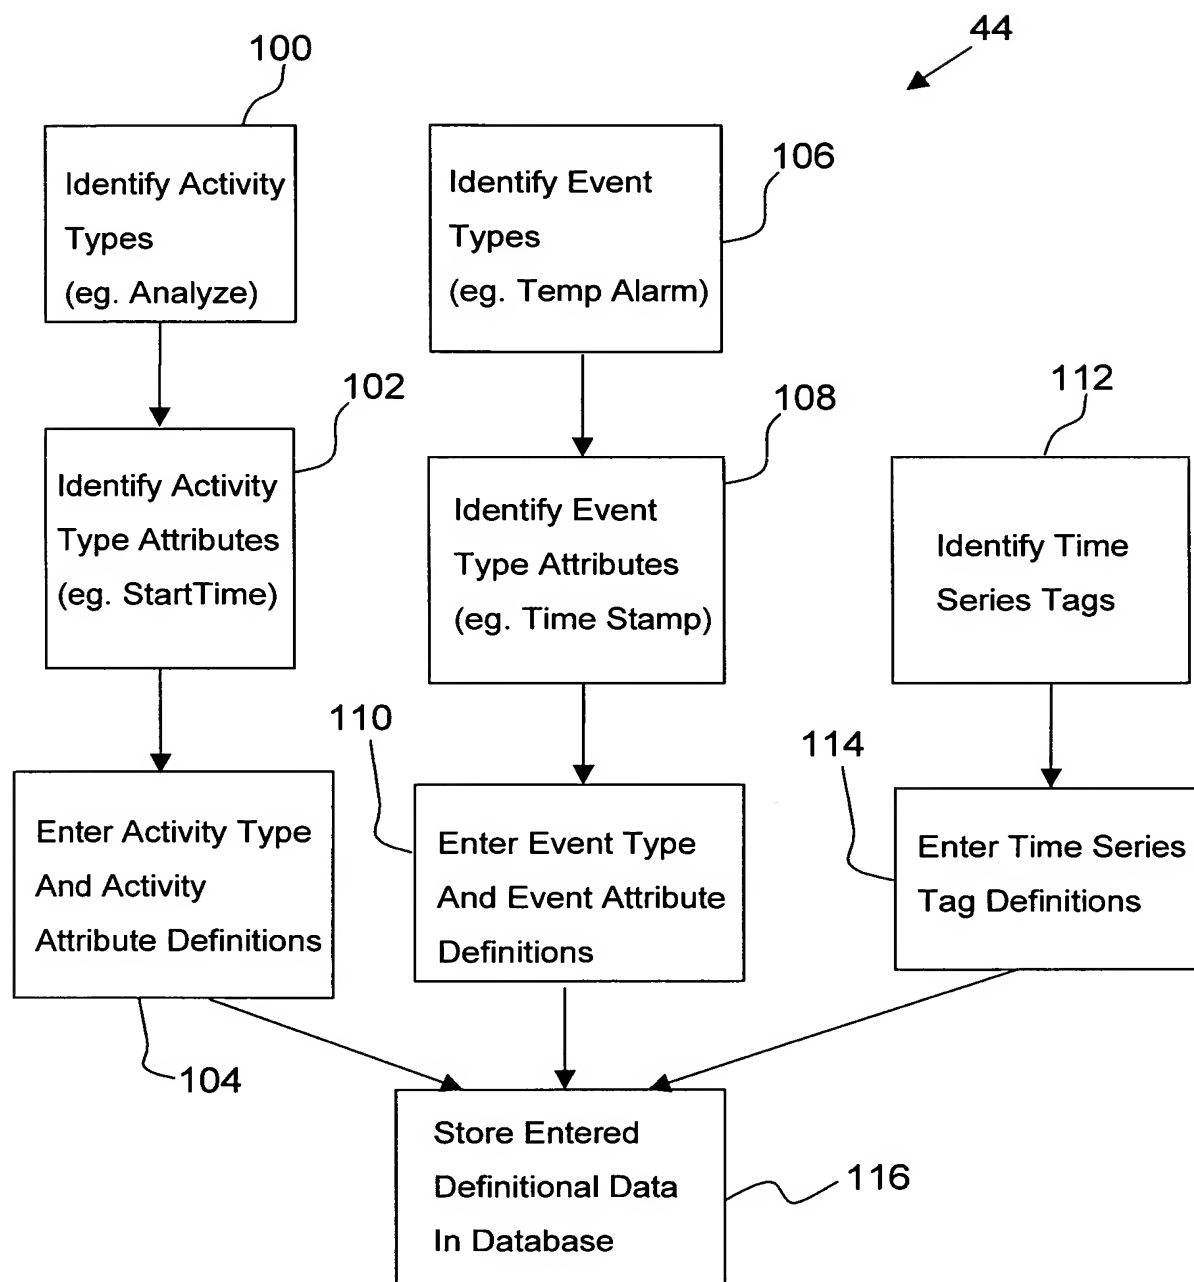 44
100
Identify Activity
Types
(eg. Analyze)
106
Identify Event
Types
(eg. Temp Alarm)
102
Identify Activity
Type Attributes
(eg. StartTime)
108
Identify Event
Type Attributes
(eg. Time Stamp)
112
Identify Time
Series Tags
Enter Activity Type
And Activity
Attribute Definitions
104
110
Enter Event Type
And Event Attribute
Definitions
114
Enter Time Series
Tag Definitions
Store Entered
Definitional Data
In Database
116